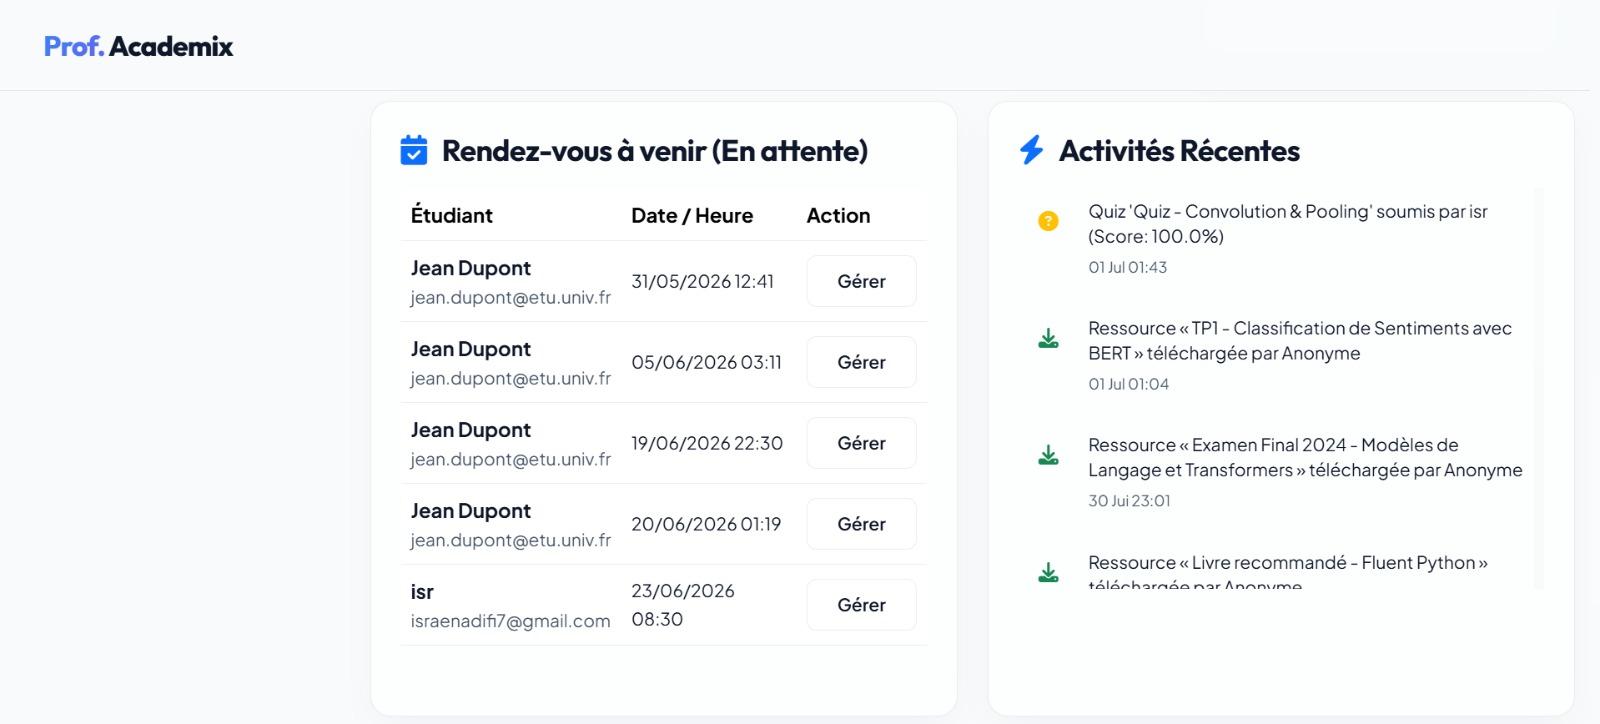 Prof. Academix
Rendez-vous à venir (En attente)
Étudiant Date / Heure Action
Jean Dupont
jean.dupont@etu.univ.fr
31/05/2026 12:41
Gérer
Jean Dupont
jean.dupont@etu.univ.fr
05/06/2026 03:11
Gérer
Jean Dupont
jean.dupont@etu.univ.fr
19/06/2026 22:30
Gérer
Jean Dupont
jean.dupont@etu.univ.fr
20/06/2026 01:19
Gérer
isr
israenadifi7@gmail.com
23/06/2026
08:30
Gérer
Activités Récentes
Quiz 'Quiz - Convolution & Pooling' soumis par isr
(Score: 100.0%)
01 Jul 01:43
Ressource « TP1 - Classification de Sentiments avec
BERT » téléchargée par Anonyme
01 Jul 01:04
Ressource « Examen Final 2024 - Modèles de
Langage et Transformers » téléchargée par Anonyme
30 Jui 23:01
Ressource « Livre recommandé - Fluent Python »
téléchargée par Anonyme